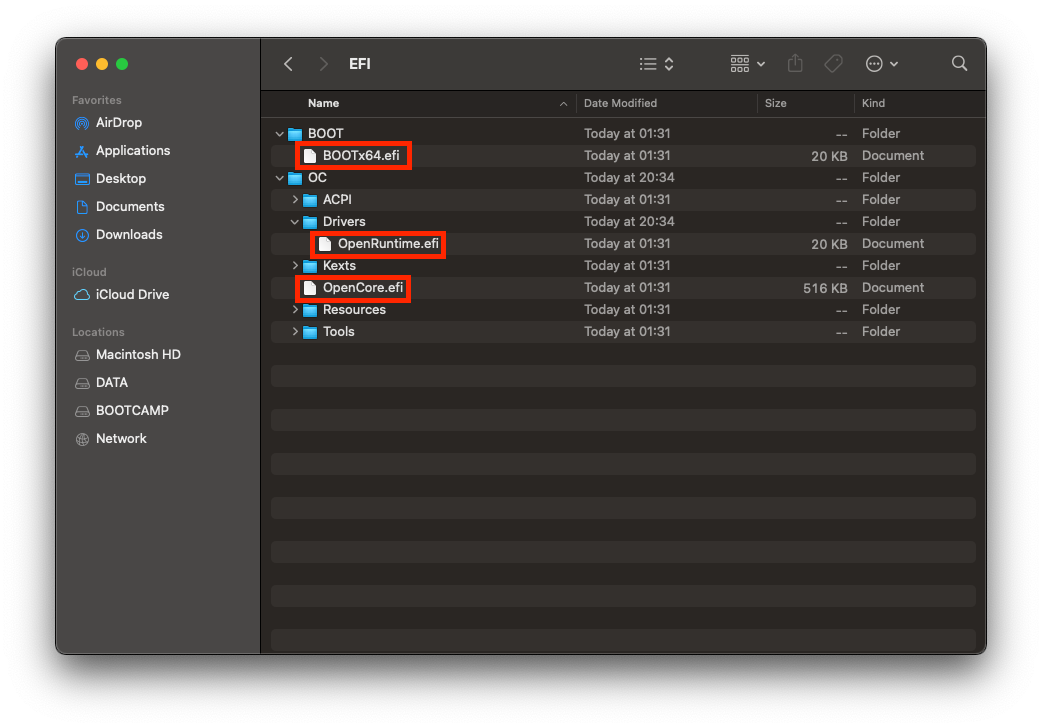 EFI
Favorites
AirDrop
Applications
Desktop
Documents
Downloads
iCloud
iCloud Drive
Locations
Macintosh HD
DATA
BOOTCAMP
Network
Name Date Modified Size Kind
BOOT Today at 01:31 -- Folder
BOOTx64.efi Today at 01:31 20 KB Document
OC Today at 20:34 -- Folder
ACPI Today at 01:31 -- Folder
Drivers Today at 20:34 -- Folder
OpenRuntime.efi Today at 01:31 20 KB Document
Kexts Today at 01:31 -- Folder
OpenCore.efi Today at 01:31 516 KB Document
Resources Today at 01:31 -- Folder
Tools Today at 01:31 -- Folder